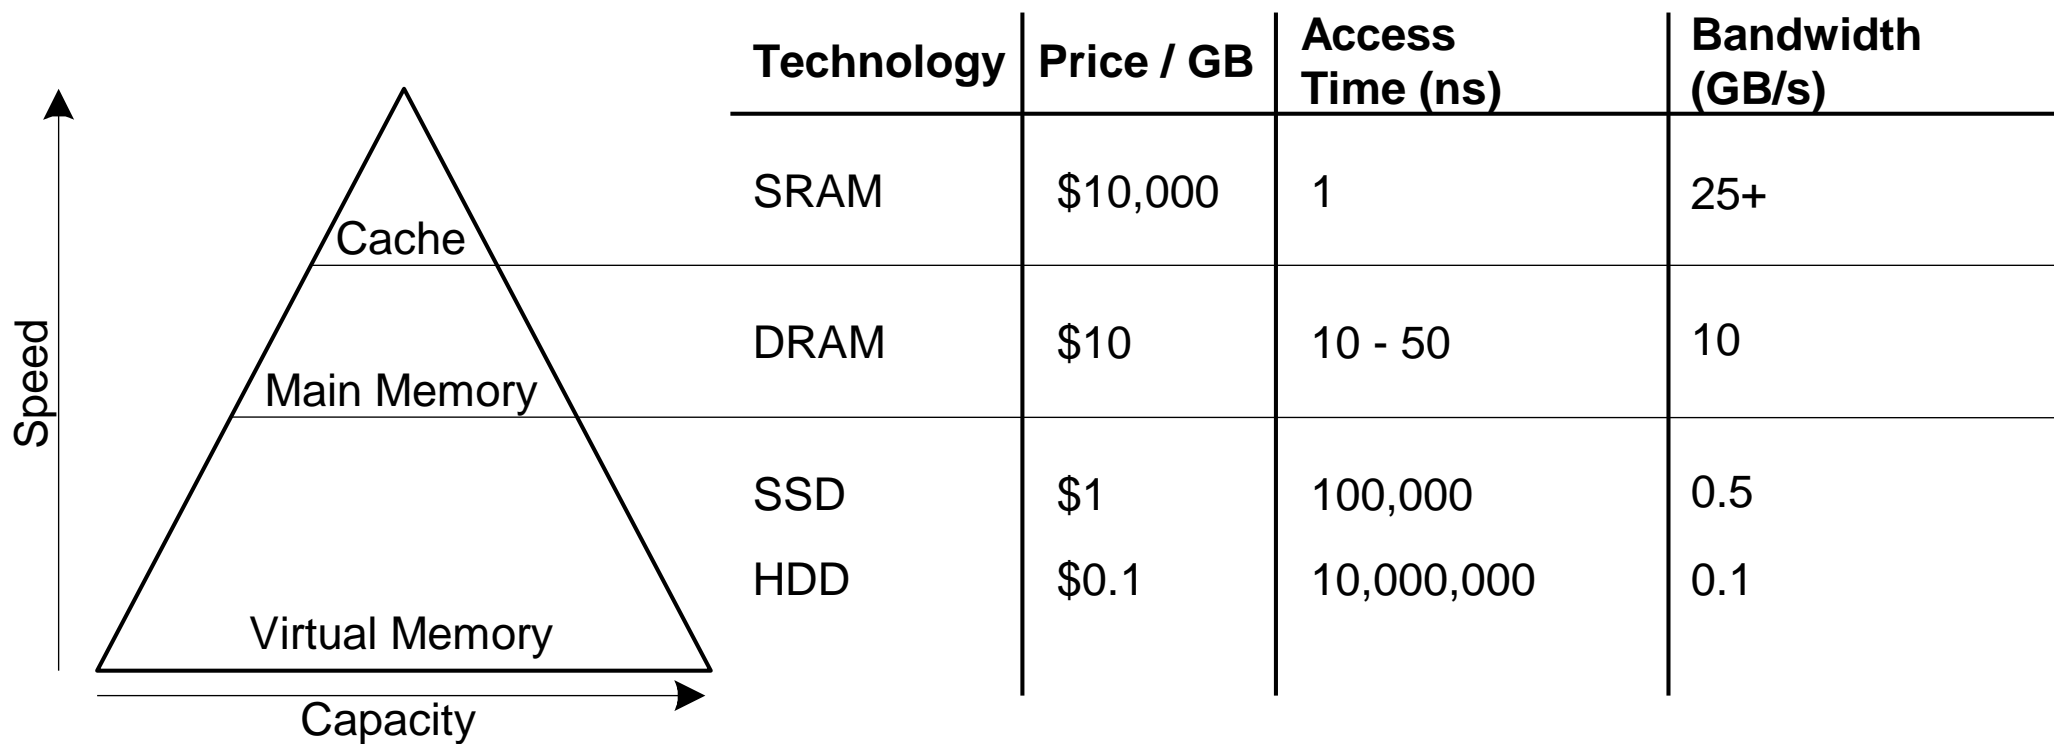 Technology Price / GB Access Time (ns) Bandwidth (GB/s)
SRAM $10,000 1 25+
Cache
DRAM $10 10 - 50 10
Main Memory
SSD $1 100,000 0.5
HDD $0.1 10,000,000 0.1
Virtual Memory
Speed
Capacity